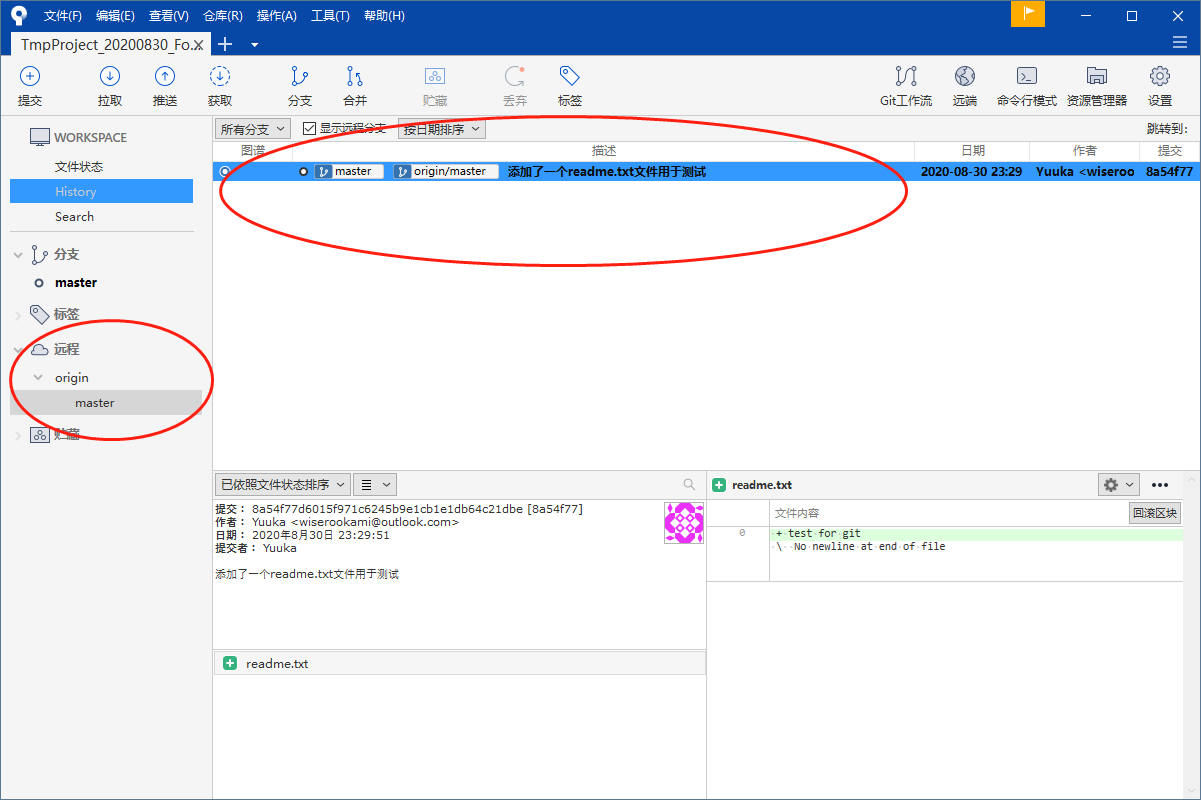 文件(F) 编辑(E) 查看(V) 仓库(R) 操作(A) 工具(T) 帮助(H)
TmpProject_20200830_Fo.
提交 拉取 推送 获取 分支 合并 贮藏 丢弃 标签 Git工作流 远端 命令行模式 资源管理器 设置
WORKSPACE
文件状态
History
Search
分支
master
标签
远程
origin
master
贮藏
所有分支 显示远程分支 按日期排序 跳转到:
图谱 描述 日期 作者 提交
master origin/master 添加了一个readme.txt文件用于测试 2020-08-30 23:29 Yuuka <wiseroo 8a54f77
已依照文件状态排序
提交： 8a54f77d6015f971c6245b9e1cb1e1db64c21dbe [8a54f77]
作者： Yuuka <wiserookami@outlook.com>
日期： 2020年8月30日 23:29:51
提交者： Yuuka
添加了一个readme.txt文件用于测试
readme.txt
readme.txt
文件内容 回滚区块
0 + test for git
\ No newline at end of file